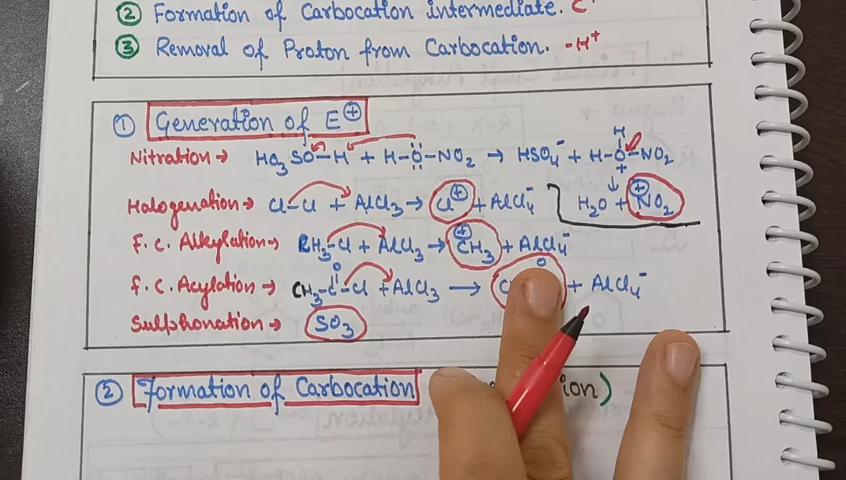 ② Formation of Carbocation intermediate. C⁺
③ Removal of Proton from Carbocation. -H⁺
① Generation of E⊕
Nitration → HO₃SO–H + H–Ö–NO₂ → HSO₄⁻ + H–O–NO₂
H
+
↓
Halogenation → Cl–Cl + AlCl₃ → Cl⊕ + AlCl₄⁻
H₂O + NO₂
⊕
F.C. Alkylation → CH₃–Cl + AlCl₃ → CH₃ + AlCl₄⁻
⊕
F.C. Acylation → CH₃–C–Cl + AlCl₃ → C + AlCl₄⁻
O
O
Sulphonation → SO₃
② Formation of Carbocation ion)